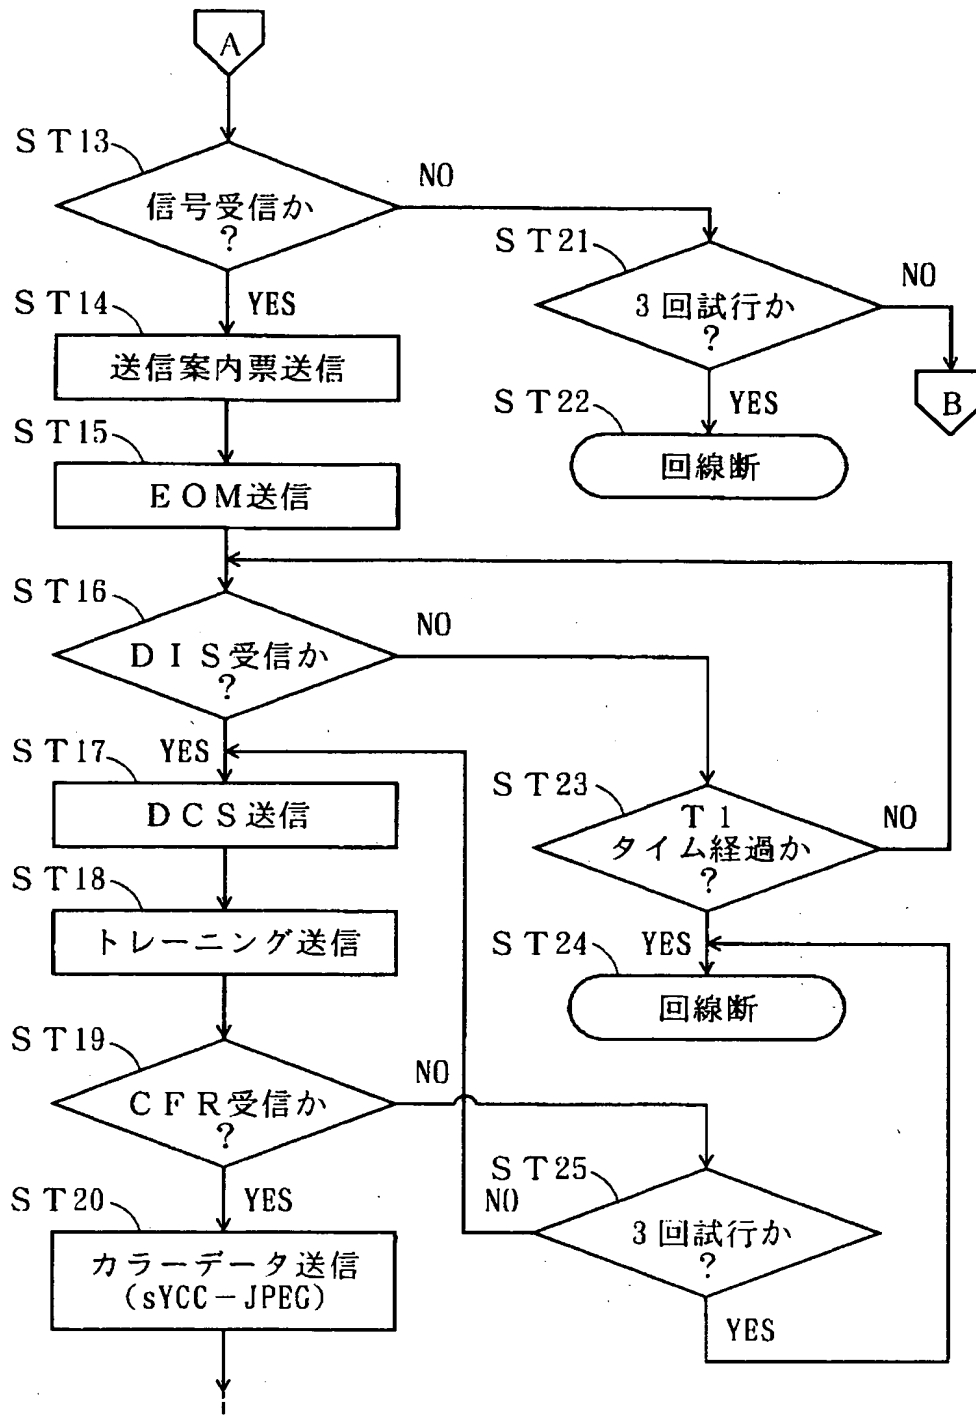 A
ST13
信号受信か
?
NO
YES
ST14
送信案内票送信
ST15
EOM送信
ST21
3回試行か
?
NO
B
YES
ST22
回線断
ST16
DIS受信か
?
NO
YES
ST17
DCS送信
ST18
トレーニング送信
ST23
T1
タイム経過か
?
NO
YES
ST24
回線断
ST19
CFR受信か
?
NO
YES
ST20
カラーデータ送信
(sYCC-JPEG)
ST25
NO
3回試行か
?
YES